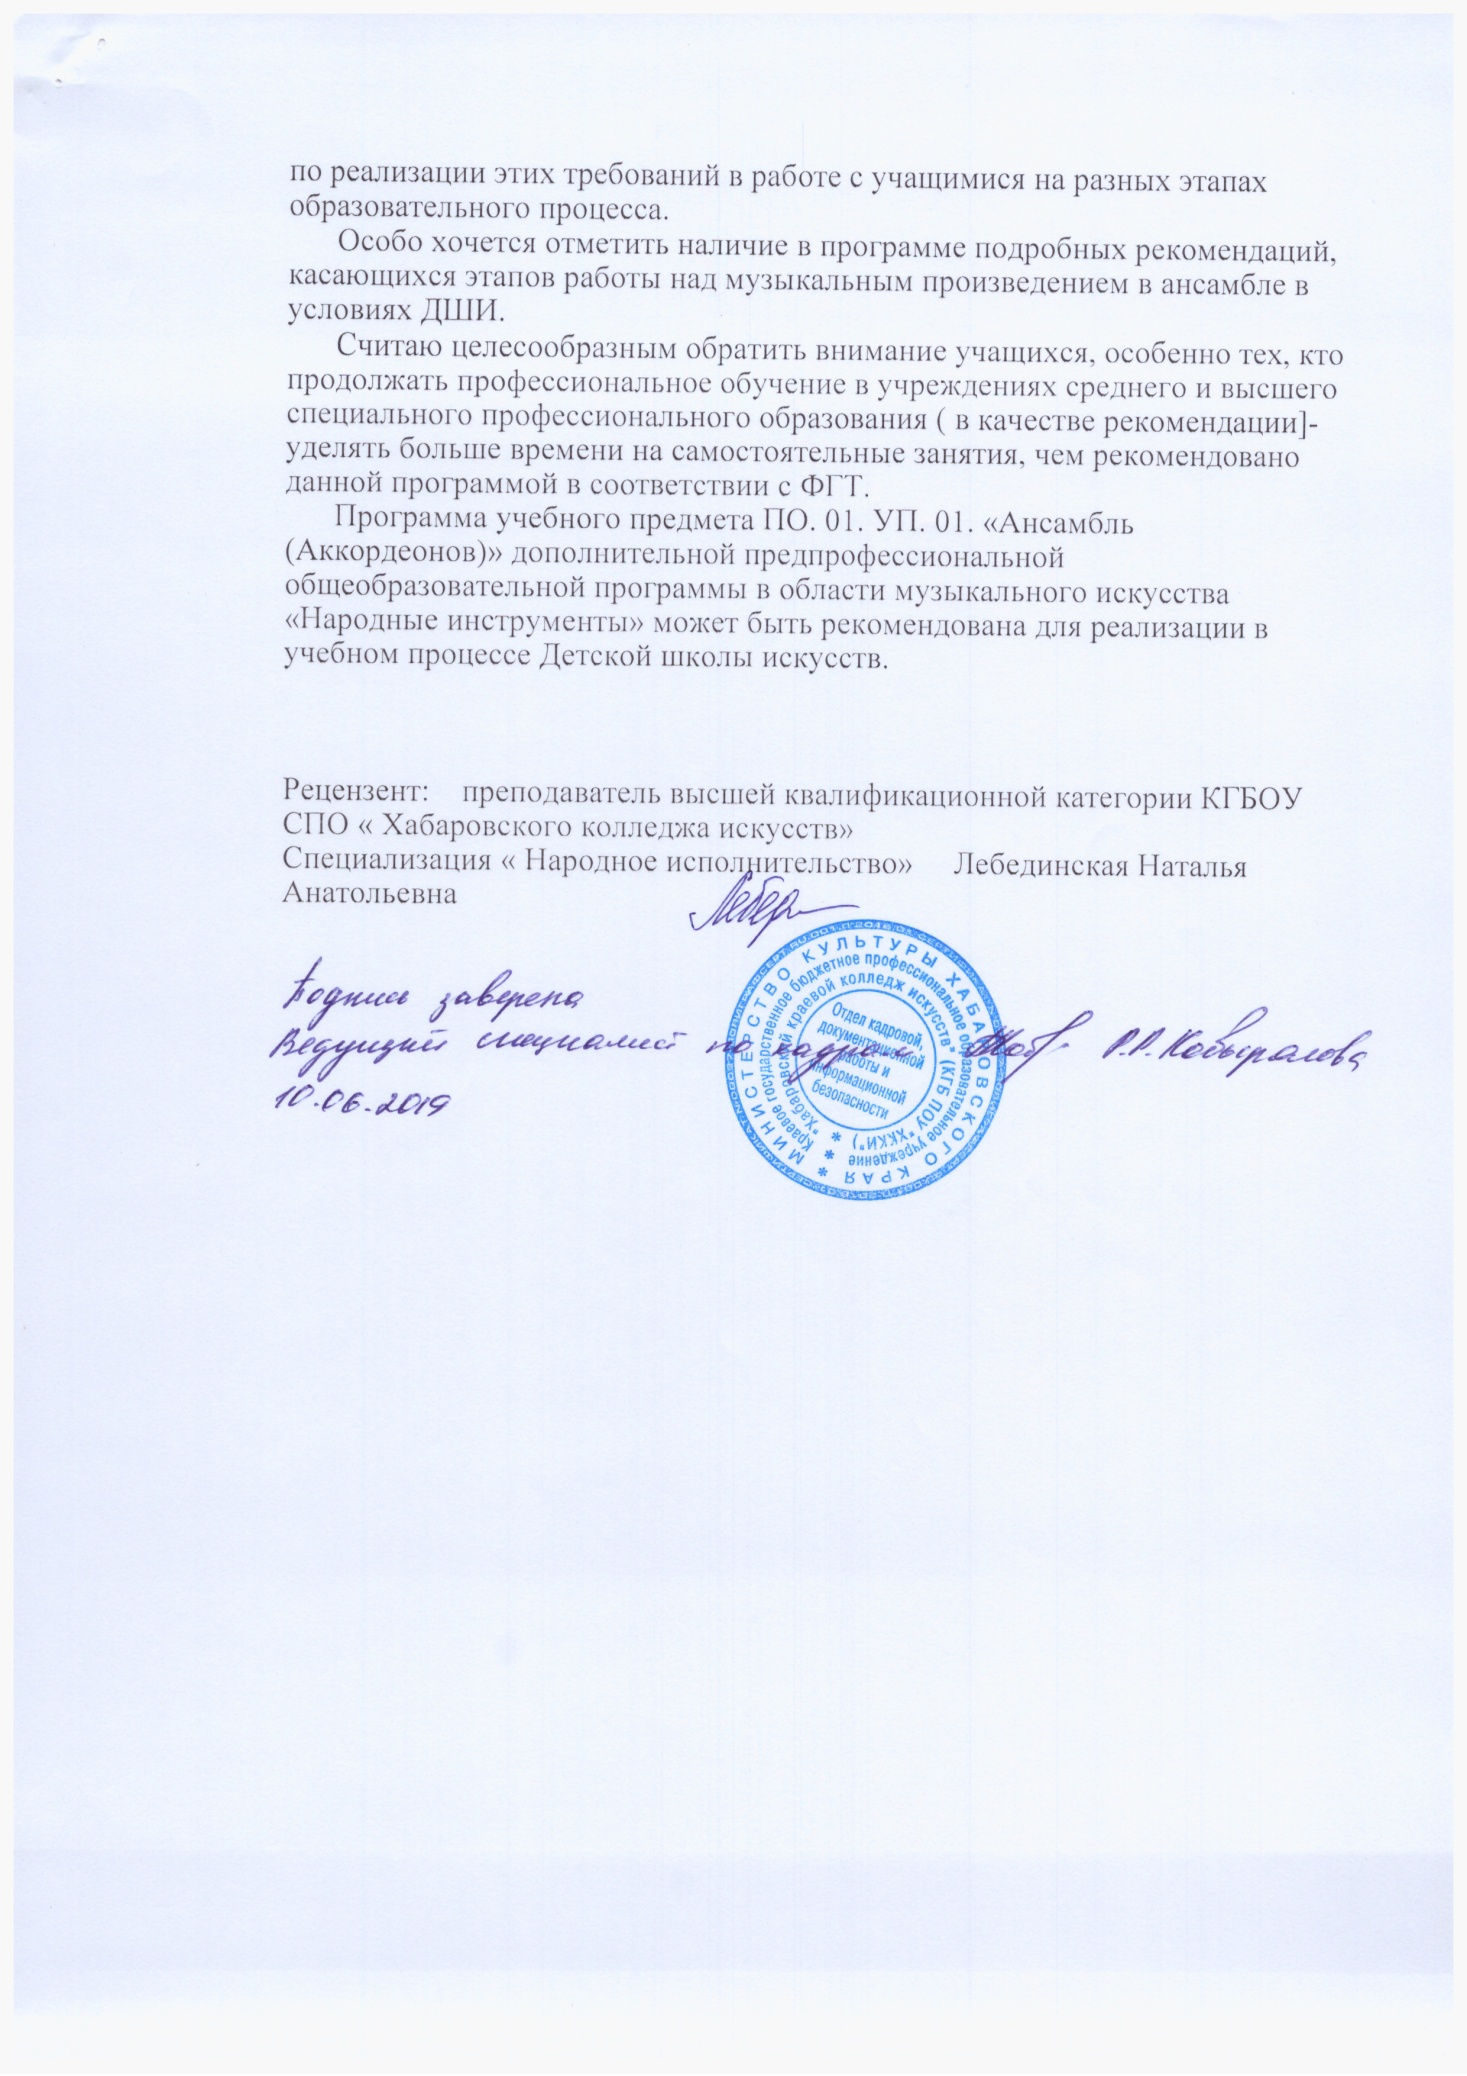 по реализации этих требований в работе с учащимися на разных этапах
образовательного процесса.
Особо хочется отметить наличие в программе подробных рекомендаций,
касающихся этапов работы над музыкальным произведением в ансамбле в
условиях ДШИ.
Считаю целесообразным обратить внимание учащихся, особенно тех, кто
продолжать профессиональное обучение в учреждениях среднего и высшего
специального профессионального образования ( в качестве рекомендации]-
уделять больше времени на самостоятельные занятия, чем рекомендовано
данной программой в соответствии с ФГТ.
Программа учебного предмета ПО. 01. УП. 01. «Ансамбль
(Аккордеонов)» дополнительной предпрофессиональной
общеобразовательной программы в области музыкального искусства
«Народные инструменты» может быть рекомендована для реализации в
учебном процессе Детской школы искусств.
Рецензент: преподаватель высшей квалификационной категории КГБОУ
СПО « Хабаровского колледжа искусств»
Специализация « Народное исполнительство» Лебединская Наталья
Анатольевна
Подпись заверена
Ведущий специалист по кадрам Р.Р. Кобыралова
10.06.2019
МИНИСТЕРСТВО КУЛЬТУРЫ ХАБАРОВСКОГО КРАЯ
Краевое государственное бюджетное профессиональное образовательное учреждение
"Хабаровский краевой колледж искусств" (КГБ ПОУ "ХККИ")
Отдел кадровой,
документационной
работы и
информационной
безопасности